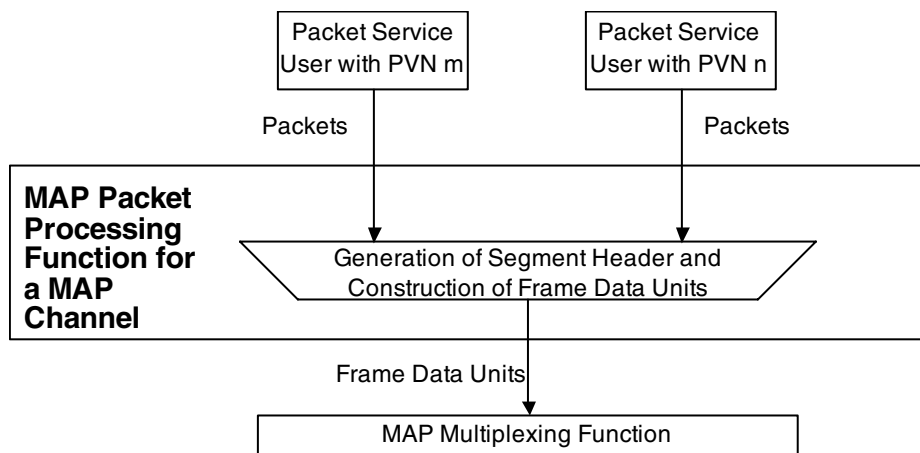 Packet Service
User with PVN m
Packet Service
User with PVN n
Packets
Packets
MAP Packet
Processing
Function for
a MAP
Channel
Generation of Segment Header and
Construction of Frame Data Units
Frame Data Units
MAP Multiplexing Function